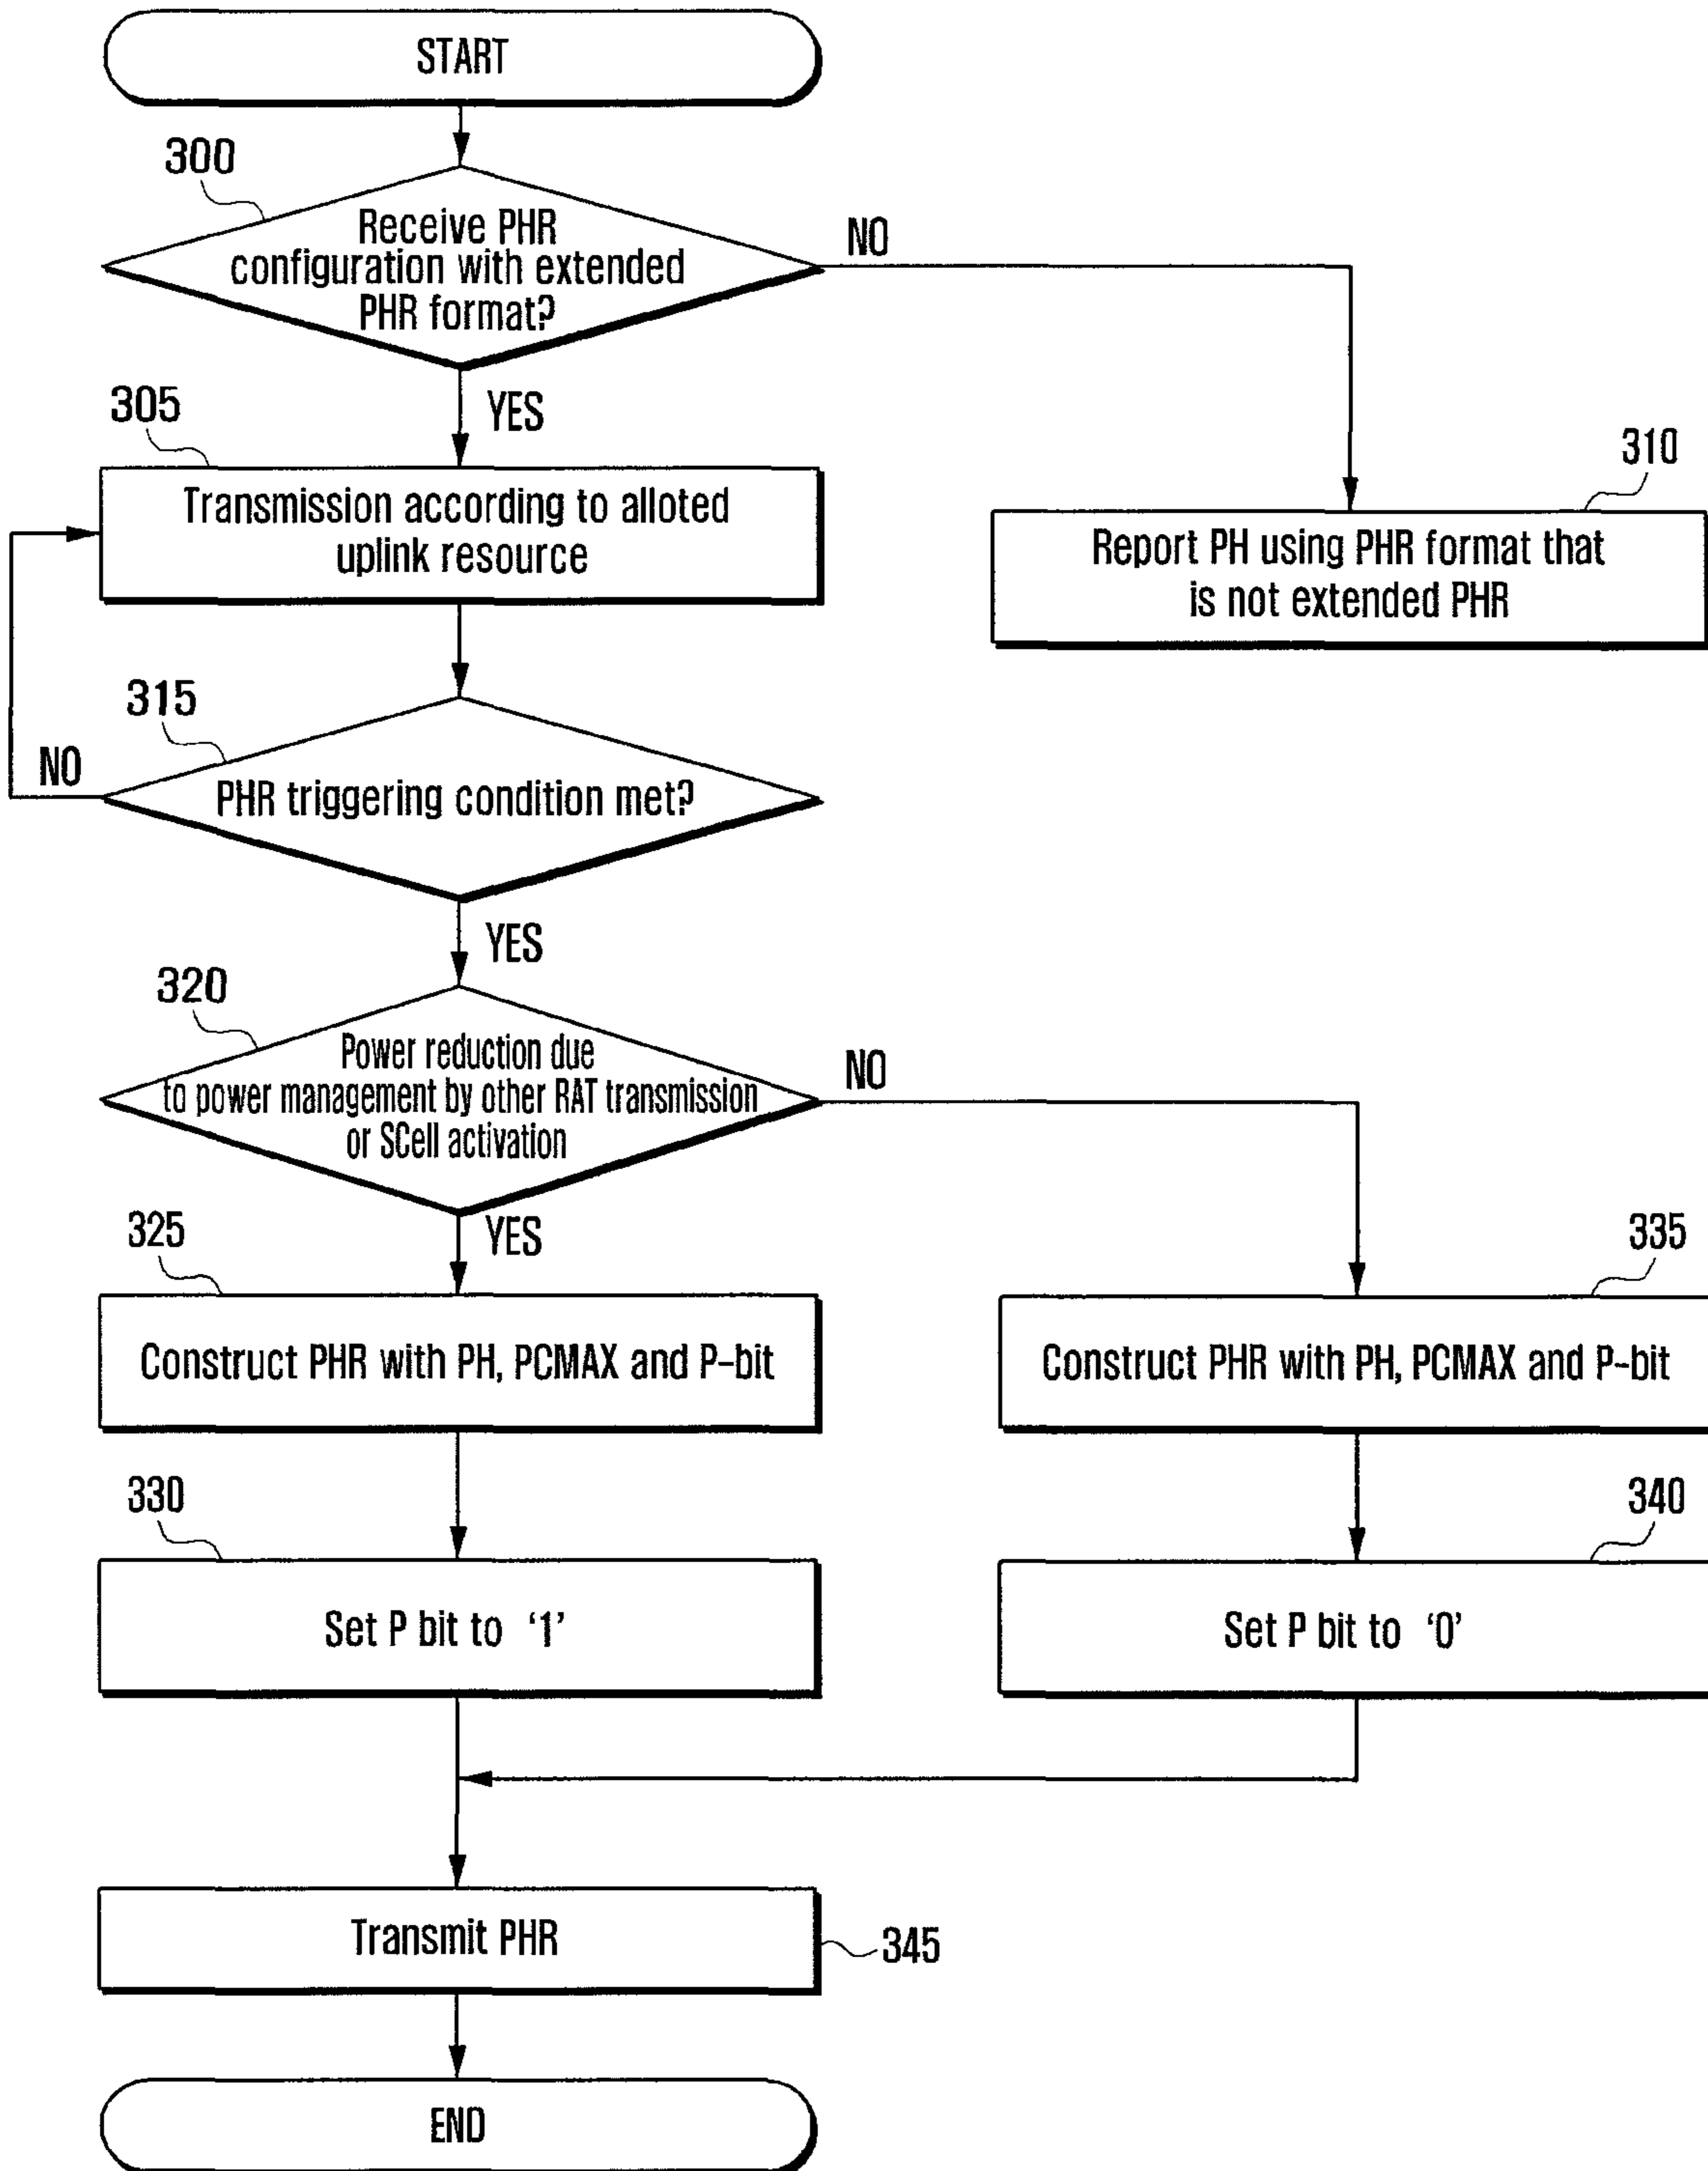 START
300
Receive PHR
configuration with extended
PHR format?
NO
YES
305
Transmission according to alloted
uplink resource
310
Report PH using PHR format that
is not extended PHR
315
NO
PHR triggering condition met?
YES
320
Power reduction due
to power management by other RAT transmission
or SCell activation
NO
YES
325
Construct PHR with PH, PCMAX and P-bit
335
Construct PHR with PH, PCMAX and P-bit
330
Set P bit to '1'
340
Set P bit to '0'
Transmit PHR
345
END